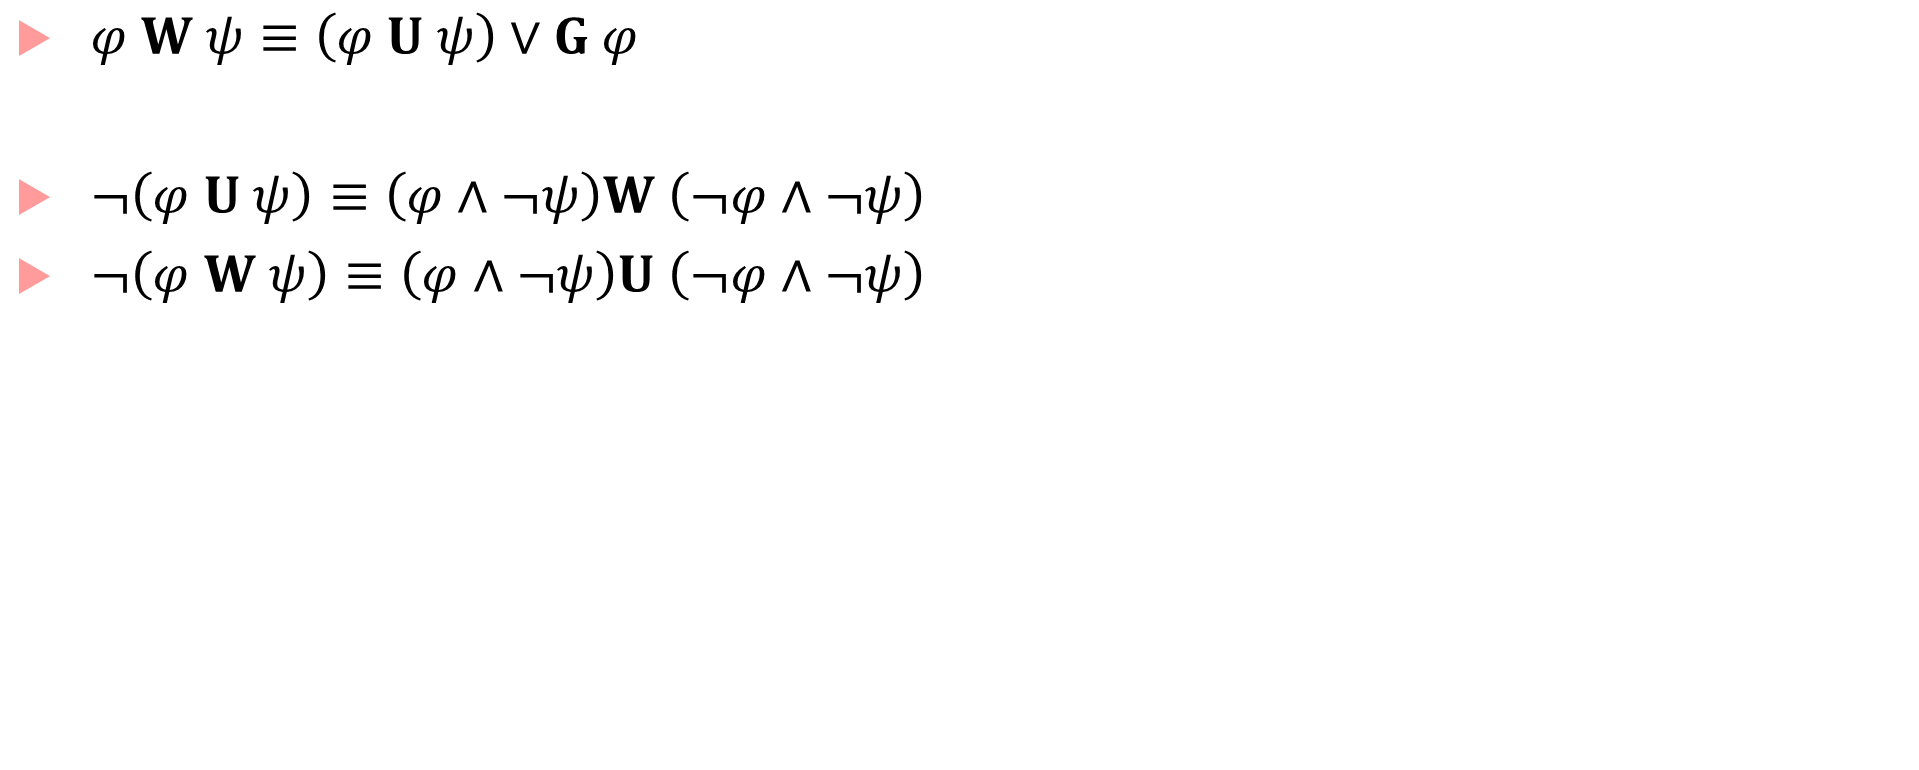 φ W ψ ≡ (φ U ψ) ∨ G φ
¬(φ U ψ) ≡ (φ ∧ ¬ψ)W (¬φ ∧ ¬ψ)
¬(φ W ψ) ≡ (φ ∧ ¬ψ)U (¬φ ∧ ¬ψ)